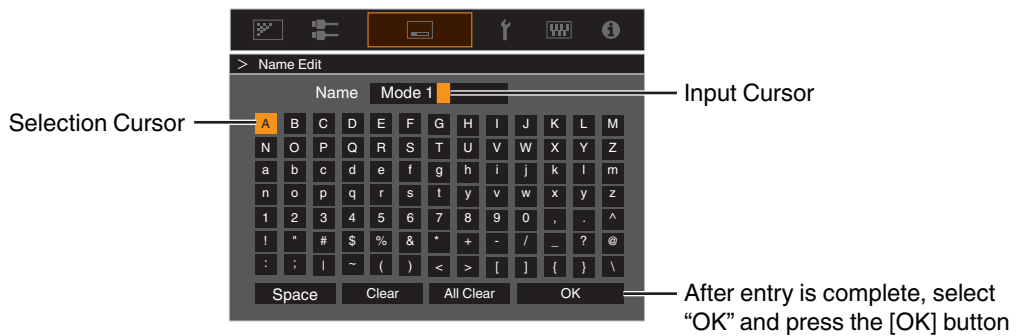 > Name Edit
Name Mode 1
Input Cursor
Selection Cursor
A B C D E F G H I J K L M
N O P Q R S T U V W X Y Z
a b c d e f g h i j k l m
n o p q r s t y v w x y z
1 2 3 4 5 6 7 8 9 0 , . ^
! " # $ % & * + - / _ ? @
: ; | ~ ( ) < > [ ] { } \
Space Clear All Clear OK
After entry is complete, select
“OK” and press the [OK] button